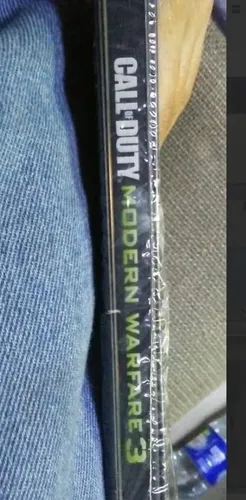 CALL OF DUTY
MODERN WARFARE 3